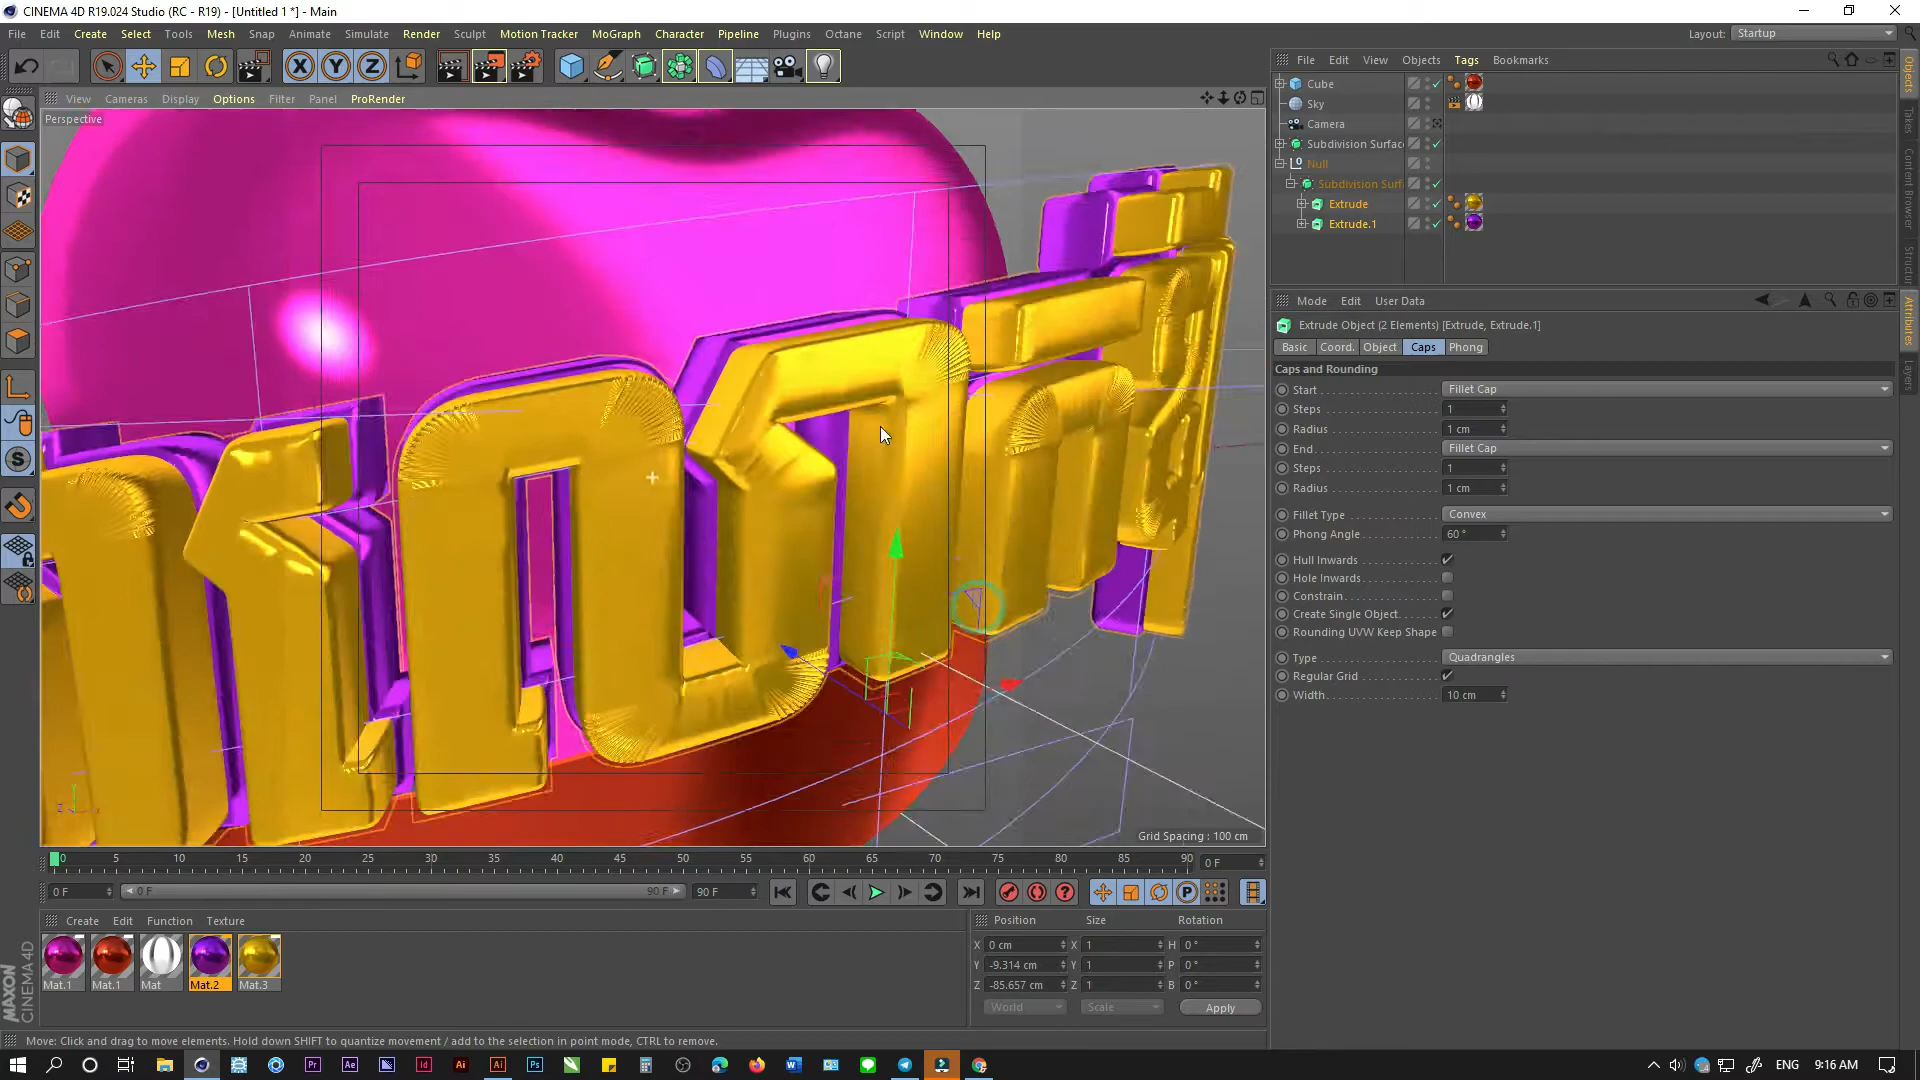 CINEMA 4D R19.024 Studio (RC - R19) - [Untitled 1 *] - Main
File Edit Create Select Tools Mesh Snap Animate Simulate Render Sculpt Motion Tracker MoGraph Character Pipeline Plugins Octane Script Window Help Layout: Startup
View Cameras Display Options Filter Panel ProRender
Perspective
Grid Spacing : 100 cm
File Edit View Objects Tags Bookmarks
Cube
Sky
Camera
Subdivision Surfac
Null
Subdivision Surf
Extrude
Extrude.1
Objects
Takes
Content Browser
Structu
Attributes
Layers
Mode Edit User Data
Extrude Object (2 Elements) [Extrude, Extrude.1]
Basic Coord. Object Caps Phong
Caps and Rounding
Start Fillet Cap
Steps 1
Radius 1 cm
End Fillet Cap
Steps 1
Radius 1 cm
Fillet Type Convex
Phong Angle 60 °
Hull Inwards
Hole Inwards
Constrain
Create Single Object
Rounding UVW Keep Shape
Type Quadrangles
Regular Grid
Width 10 cm
0 5 10 15 20 25 30 35 40 45 50 55 60 65 70 75 80 85 90 0 F
0 F 0 F 90 F 90 F
Create Edit Function Texture
Mat.1 Mat.1 Mat Mat.2 Mat.3
MAXON CINEMA 4D
Position Size Rotation
X 0 cm X 1 H 0 °
Y -9.314 cm Y 1 P 0 °
Z -85.657 cm Z 1 B 0 °
World Scale Apply
Move: Click and drag to move elements. Hold down SHIFT to quantize movement / add to the selection in point mode, CTRL to remove.
ENG 9:16 AM